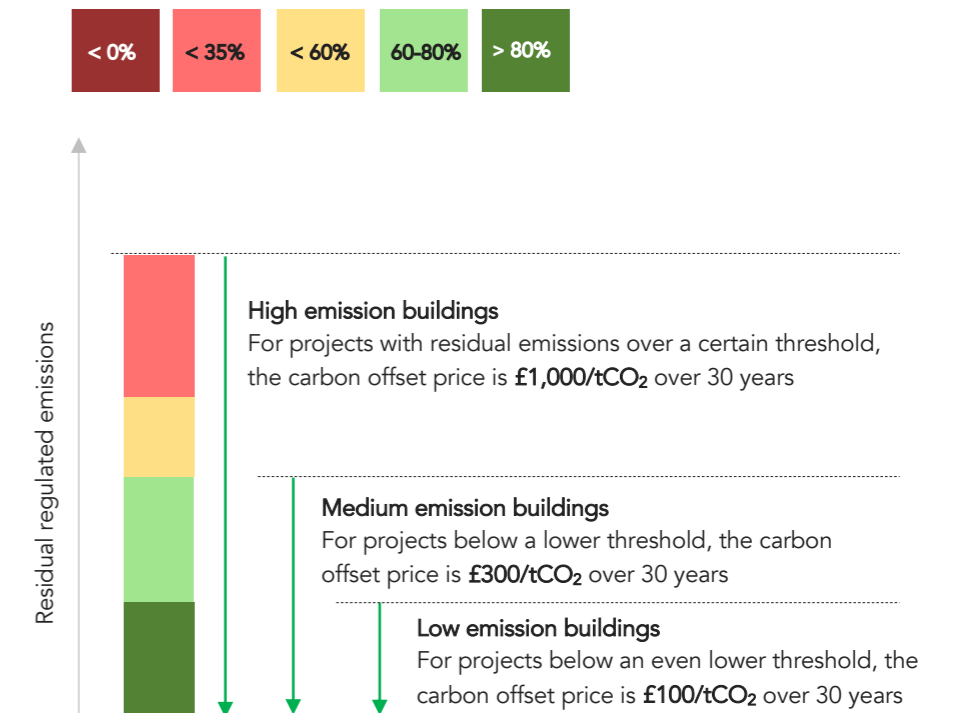 < 0%
< 35%
< 60%
60-80%
> 80%
Residual regulated emissions
High emission buildings
For projects with residual emissions over a certain threshold,
the carbon offset price is £1,000/tCO₂ over 30 years
Medium emission buildings
For projects below a lower threshold, the carbon
offset price is £300/tCO₂ over 30 years
Low emission buildings
For projects below an even lower threshold, the
carbon offset price is £100/tCO₂ over 30 years